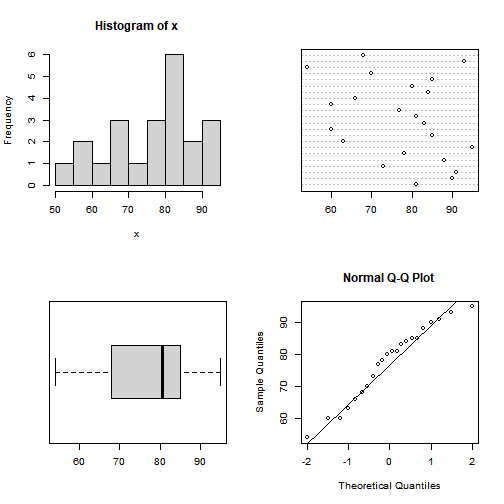 Histogram of x
Frequency
0 1 2 3 4 5 6
50 60 70 80 90
x
60 70 80 90
60 70 80 90
Normal Q-Q Plot
Sample Quantiles
60 70 80 90
-2 -1 0 1 2
Theoretical Quantiles